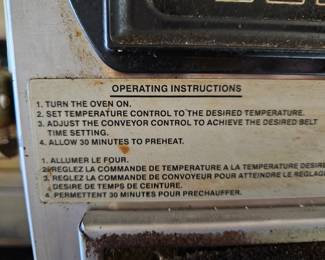 OPERATING INSTRUCTIONS
1. TURN THE OVEN ON.
2. SET TEMPERATURE CONTROL TO THE DESIRED TEMPERATURE.
3. ADJUST THE CONVEYOR CONTROL TO ACHIEVE THE DESIRED BELT
TIME SETTING.
4. ALLOW 30 MINUTES TO PREHEAT.
1. ALLUMER LE FOUR.
2. REGLEZ LA COMMANDE DE TEMPERATURE A LA TEMPERATURE DESIRE
3. REGLEZ LA COMMANDE DE CONVOYEUR POUR ATTEINDRE LE REGLAGE
DESIRE DE TEMPS DE CEINTURE.
4. PERMETTENT 30 MINUTES POUR PRECHAUFFER.